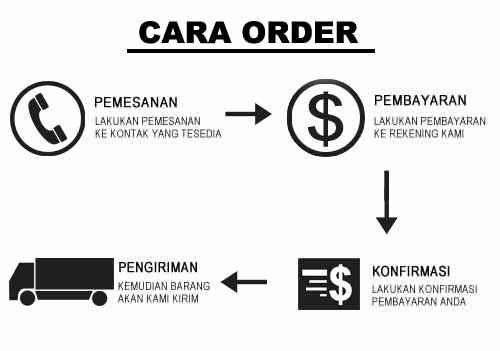 CARA ORDER
PEMESANAN
LAKUKAN PEMESANAN
KE KONTAK YANG TESEDIA
$
PEMBAYARAN
LAKUKAN PEMBAYARAN
KE REKENING KAMI
PENGIRIMAN
KEMUDIAN BARANG
AKAN KAMI KIRIM
$
KONFIRMASI
LAKUKAN KONFIRMASI
PEMBAYARAN ANDA